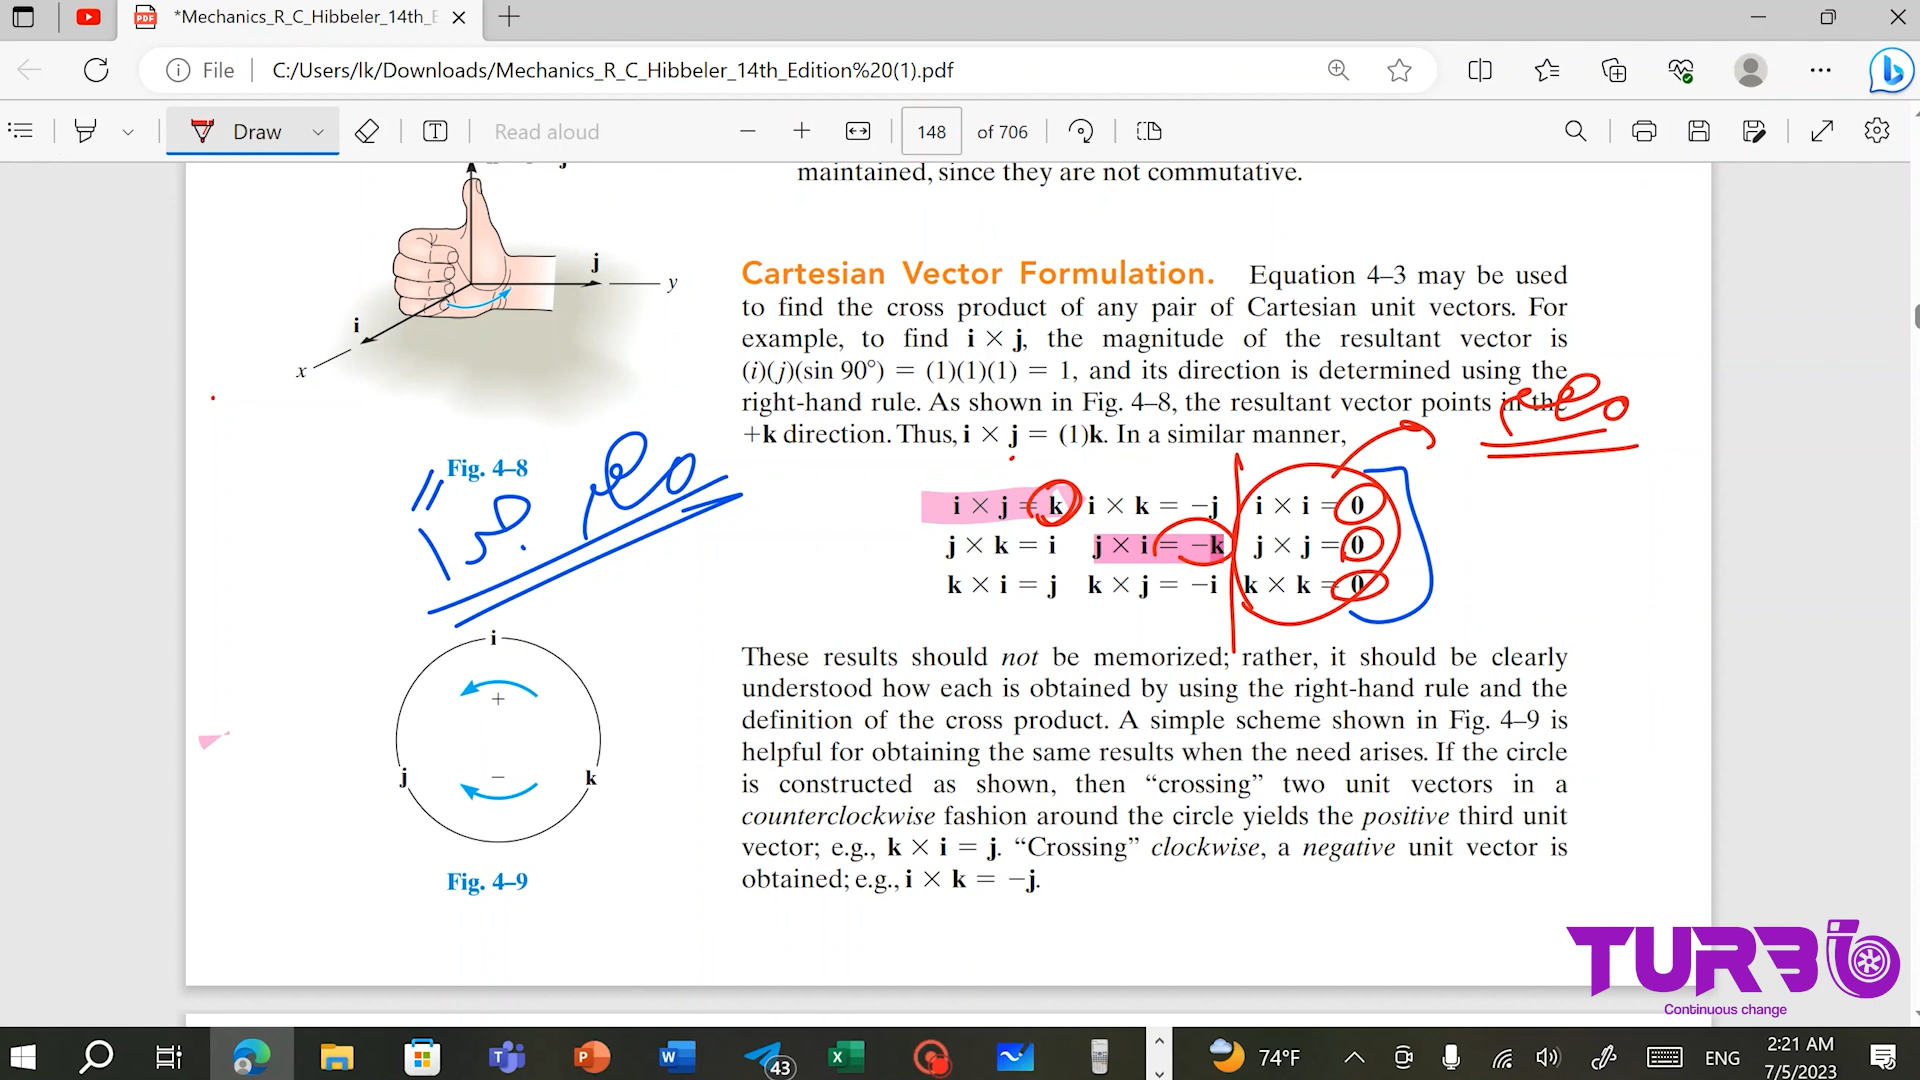 *Mechanics_R_C_Hibbeler_14th_E
File
C:/Users/lk/Downloads/Mechanics_R_C_Hibbeler_14th_Edition%20(1).pdf
Draw
Read aloud
148 of 706
maintained, since they are not commutative.
j
y
i
x
Fig. 4–8
Cartesian Vector Formulation. Equation 4–3 may be used
to find the cross product of any pair of Cartesian unit vectors. For
example, to find i × j, the magnitude of the resultant vector is
(i)(j)(sin 90°) = (1)(1)(1) = 1, and its direction is determined using the
right-hand rule. As shown in Fig. 4–8, the resultant vector points in the
+k direction. Thus, i × j = (1)k. In a similar manner,
i × j = k i × k = −j i × i = 0
j × k = i j × i = −k j × j = 0
k × i = j k × j = −i k × k = 0
These results should not be memorized; rather, it should be clearly
understood how each is obtained by using the right-hand rule and the
definition of the cross product. A simple scheme shown in Fig. 4–9 is
helpful for obtaining the same results when the need arises. If the circle
is constructed as shown, then “crossing” two unit vectors in a
counterclockwise fashion around the circle yields the positive third unit
vector; e.g., k × i = j. “Crossing” clockwise, a negative unit vector is
obtained; e.g., i × k = −j.
i
+
−
j
k
Fig. 4–9
TURBO
Continuous change
43
74°F
ENG
2:21 AM
7/5/2023